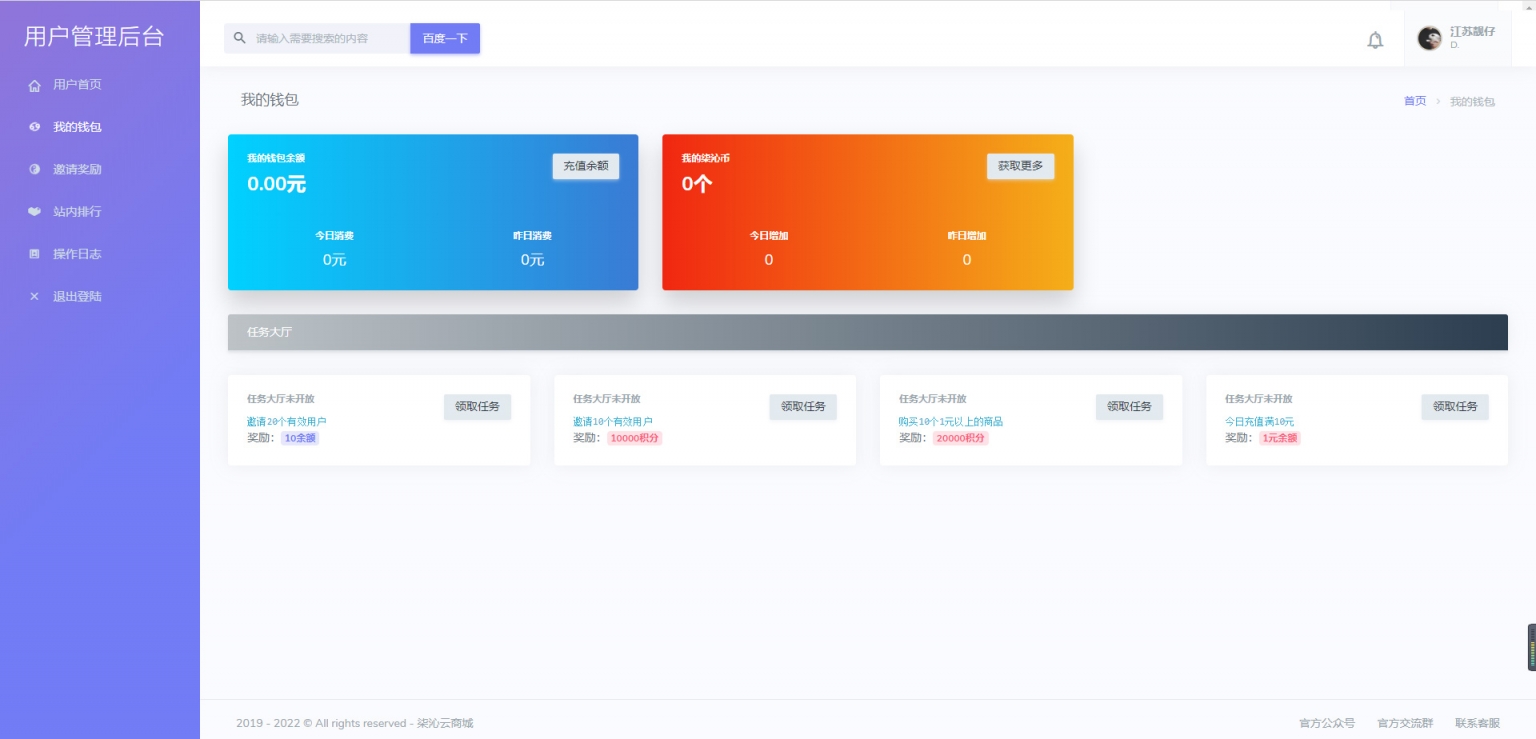 用户管理后台
用户首页
我的钱包
邀请奖励
站内排行
操作日志
退出登陆
请输入需要搜索的内容
百度一下
江苏靓仔
D.
我的钱包
首页 › 我的钱包
我的钱包余额
0.00元
充值余额
今日消费
0元
昨日消费
0元
我的柒沁币
0个
获取更多
今日增加
0
昨日增加
0
任务大厅
任务大厅未开放
邀请20个有效用户
奖励： 10余额
领取任务
任务大厅未开放
邀请10个有效用户
奖励： 10000积分
领取任务
任务大厅未开放
购买10个1元以上的商品
奖励： 20000积分
领取任务
任务大厅未开放
今日充值满10元
奖励： 1元余额
领取任务
2019 - 2022 © All rights reserved - 柒沁云商城
官方公众号 官方交流群 联系客服